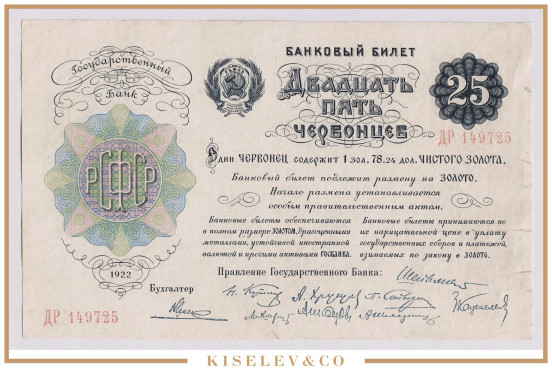 Государственный
Банк
БАНКОВЫЙ БИЛЕТ
Двадцать
пять
червонцев
25
ДР 149725
Один червонец содержит 1 зол. 78.24 дол. чистого золота.
Банковый билет подлежит размену на золото.
Начало размена устанавливается
особым правительственным актом.
Банковые билеты обеспечиваются
в полном размере золотом, драгоценными
металлами, устойчивой иностранной
валютой и прочими активами Госбанка.
Банковые билеты принимаются по
их нарицательной цене в уплату
государственных сборов и платежей,
взимаемых по закону в золоте.
РСФСР
1922
Правление Государственного Банка:
Бухгалтер
ДР 149725
KISELEV&CO